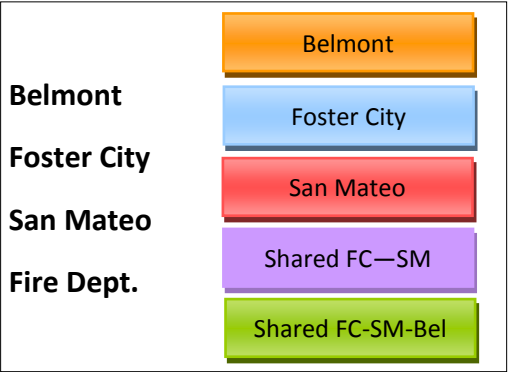 Belmont
Foster City
San Mateo
Fire Dept.
Belmont
Foster City
San Mateo
Shared FC—SM
Shared FC-SM-Bel